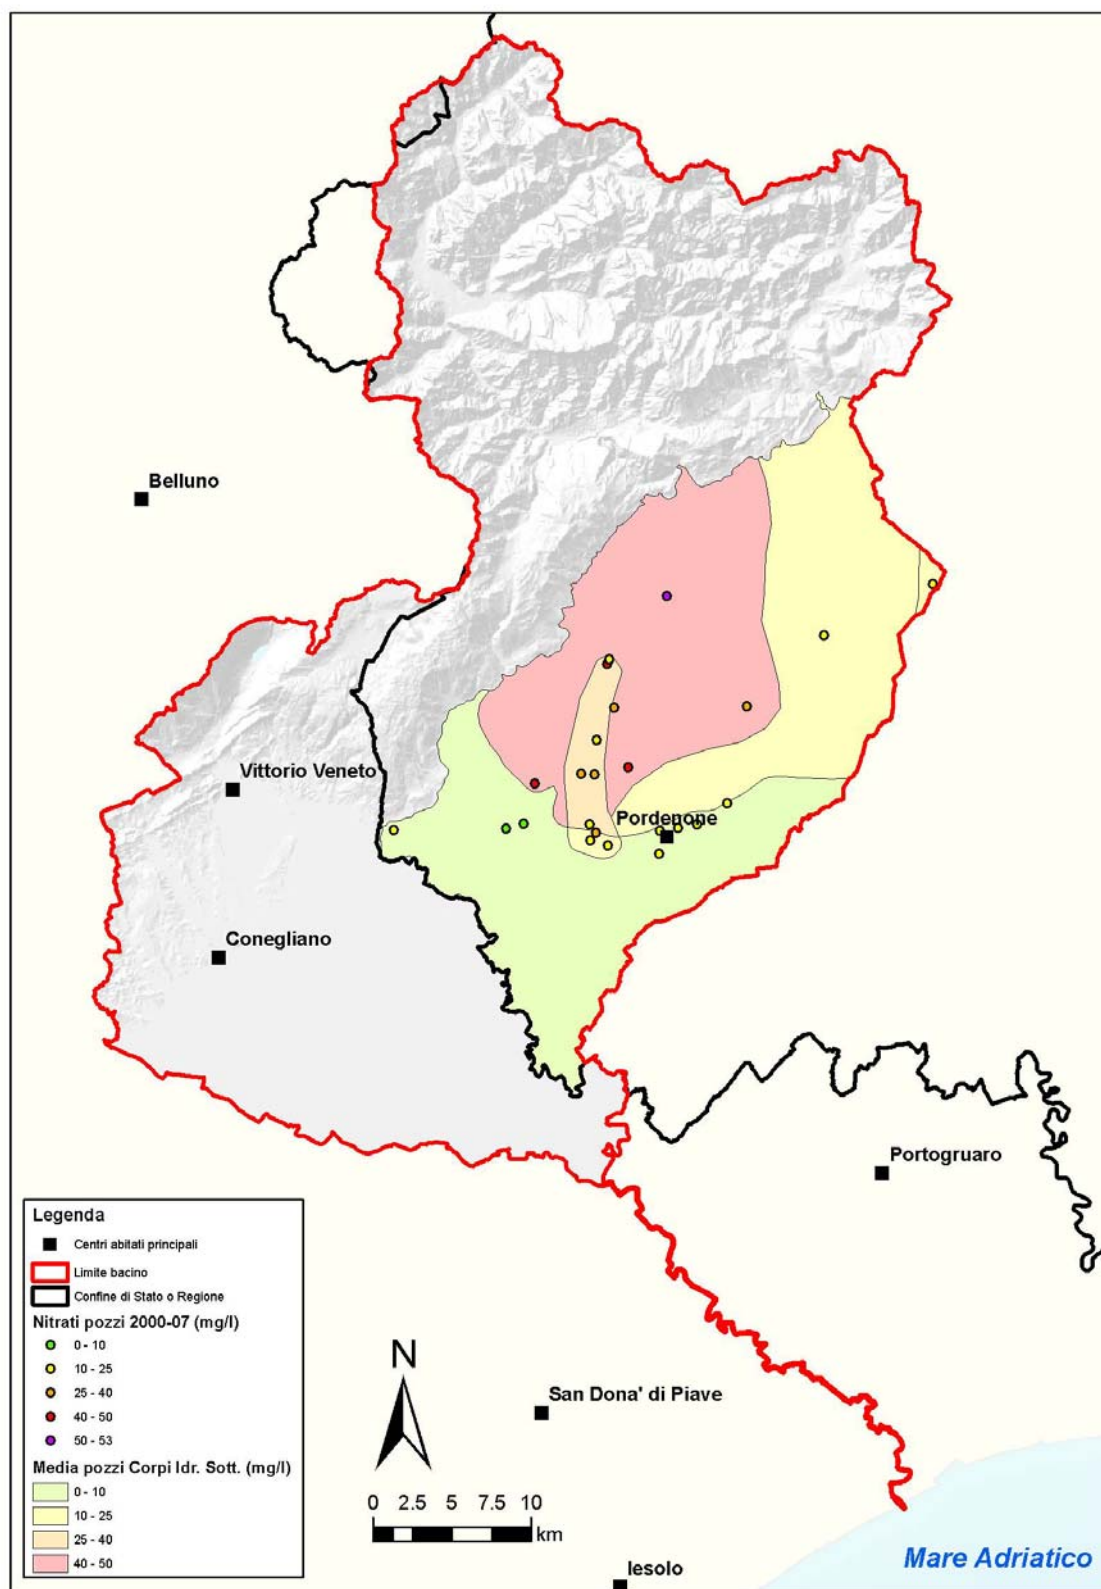 Belluno
Vittorio Veneto
Pordenone
Conegliano
Portogruaro
Legenda
Centri abitati principali
Limite bacino
Confine di Stato o Regione
Nitrati pozzi 2000-07 (mg/l)
0 - 10
10 - 25
25 - 40
40 - 50
50 - 53
Media pozzi Corpi Idr. Sott. (mg/l)
0 - 10
10 - 25
25 - 40
40 - 50
N
San Dona' di Piave
0 2.5 5 7.5 10
km
Mare Adriatico
Iesolo